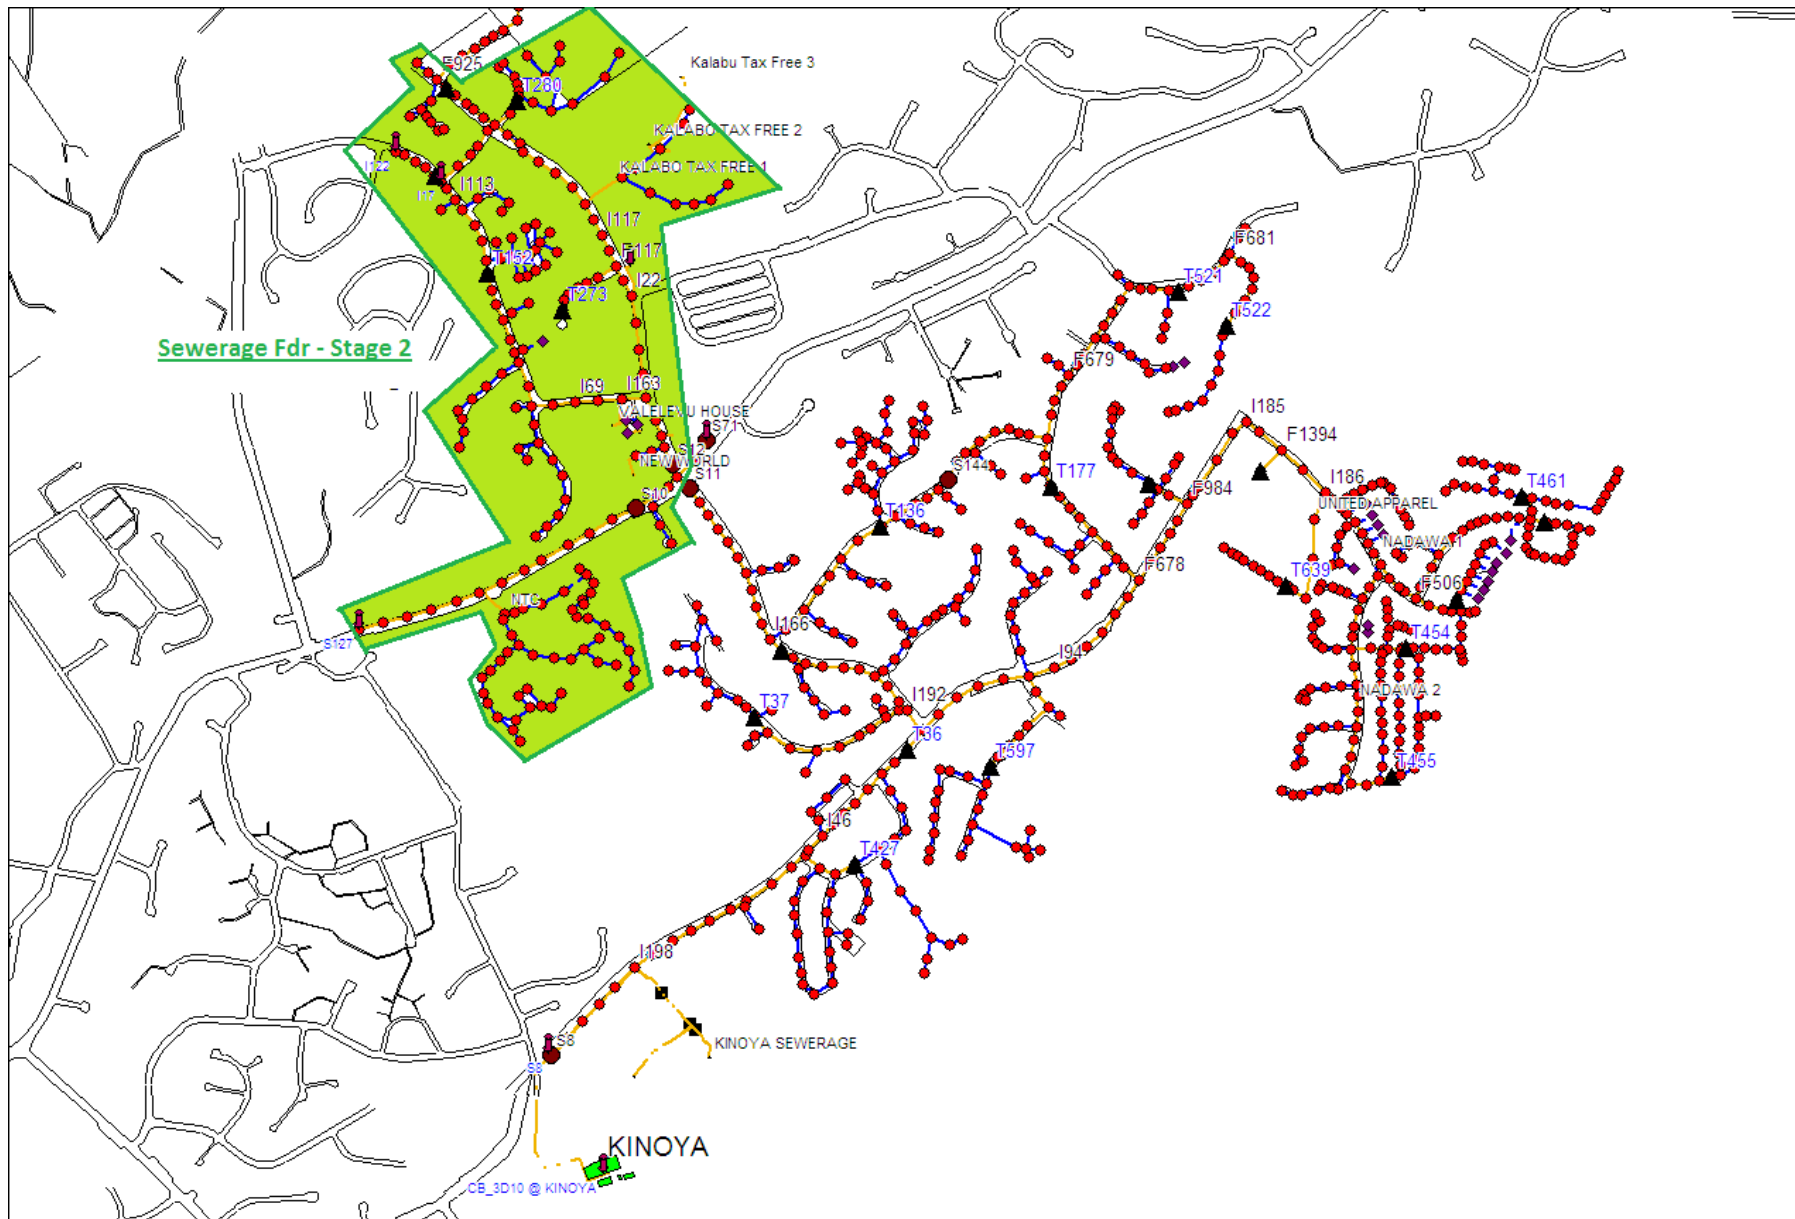 F925
Kalabu Tax Free 3
T280
KALABO TAX FREE 2
I122
KALABO TAX FREE 1
I17
I113
I117
F681
F117
T152
I22
T521
T273
T522
Sewerage Fdr - Stage 2
F679
I69
I163
VALELEVU HOUSE
S71
I185
F1394
S12
NEW WORLD
S144
T177
S11
F984
I186
T461
S10
UNITED APPAREL
T136
NADAWA 1
F678
T639
F506
NTC
I166
T454
S127
I94
NADAWA 2
I192
T37
T36
T597
T455
I46
T427
I198
S8
KINOYA SEWERAGE
S8
KINOYA
CB_3D10 @ KINOYA